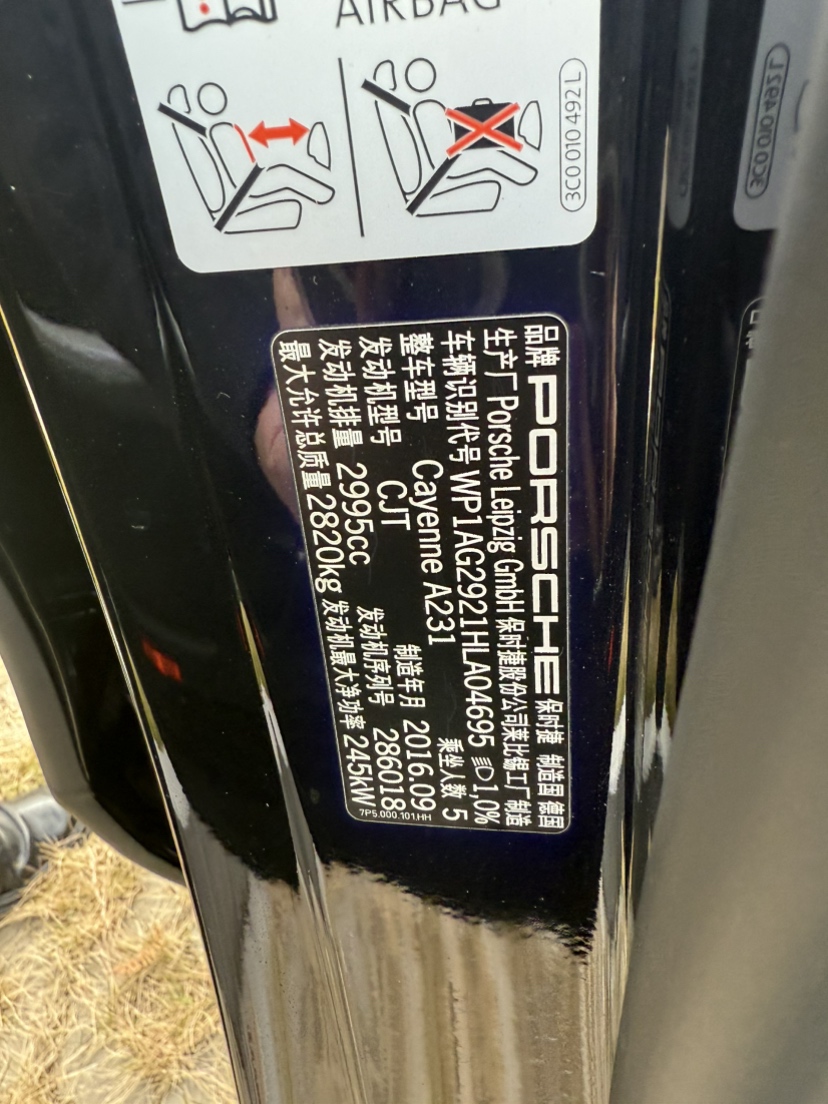 AIRBAG
3C0 010 492 L
品牌 PORSCHE 保时捷 制造国 德国
生产厂 Porsche Leipzig GmbH 保时捷股份公司莱比锡工厂制造
车辆识别代号 WP1AG2921HLA04695 1,0%
整车型号 Cayenne A231 乘坐人数 5
发动机型号 CJT 制造年月 2016.09
发动机排量 2995cc 发动机序列号 286018
最大允许总质量 2820kg 发动机最大净功率 245kW
7P5.000.101.HH
3C0 010 492 L